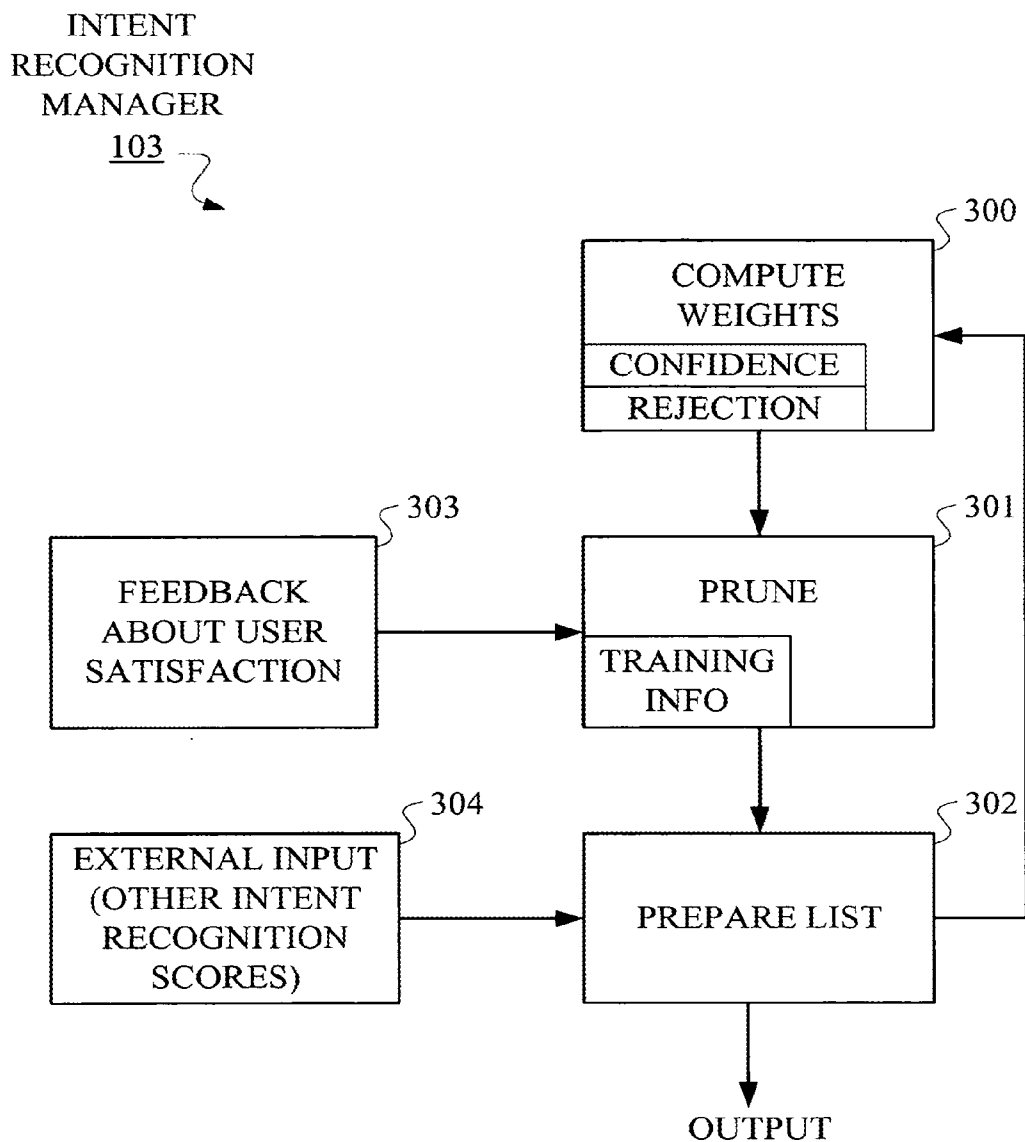 INTENT
RECOGNITION
MANAGER
103
300
COMPUTE
WEIGHTS
CONFIDENCE
REJECTION
303
FEEDBACK
ABOUT USER
SATISFACTION
301
PRUNE
TRAINING
INFO
304
EXTERNAL INPUT
(OTHER INTENT
RECOGNITION
SCORES)
302
PREPARE LIST
OUTPUT